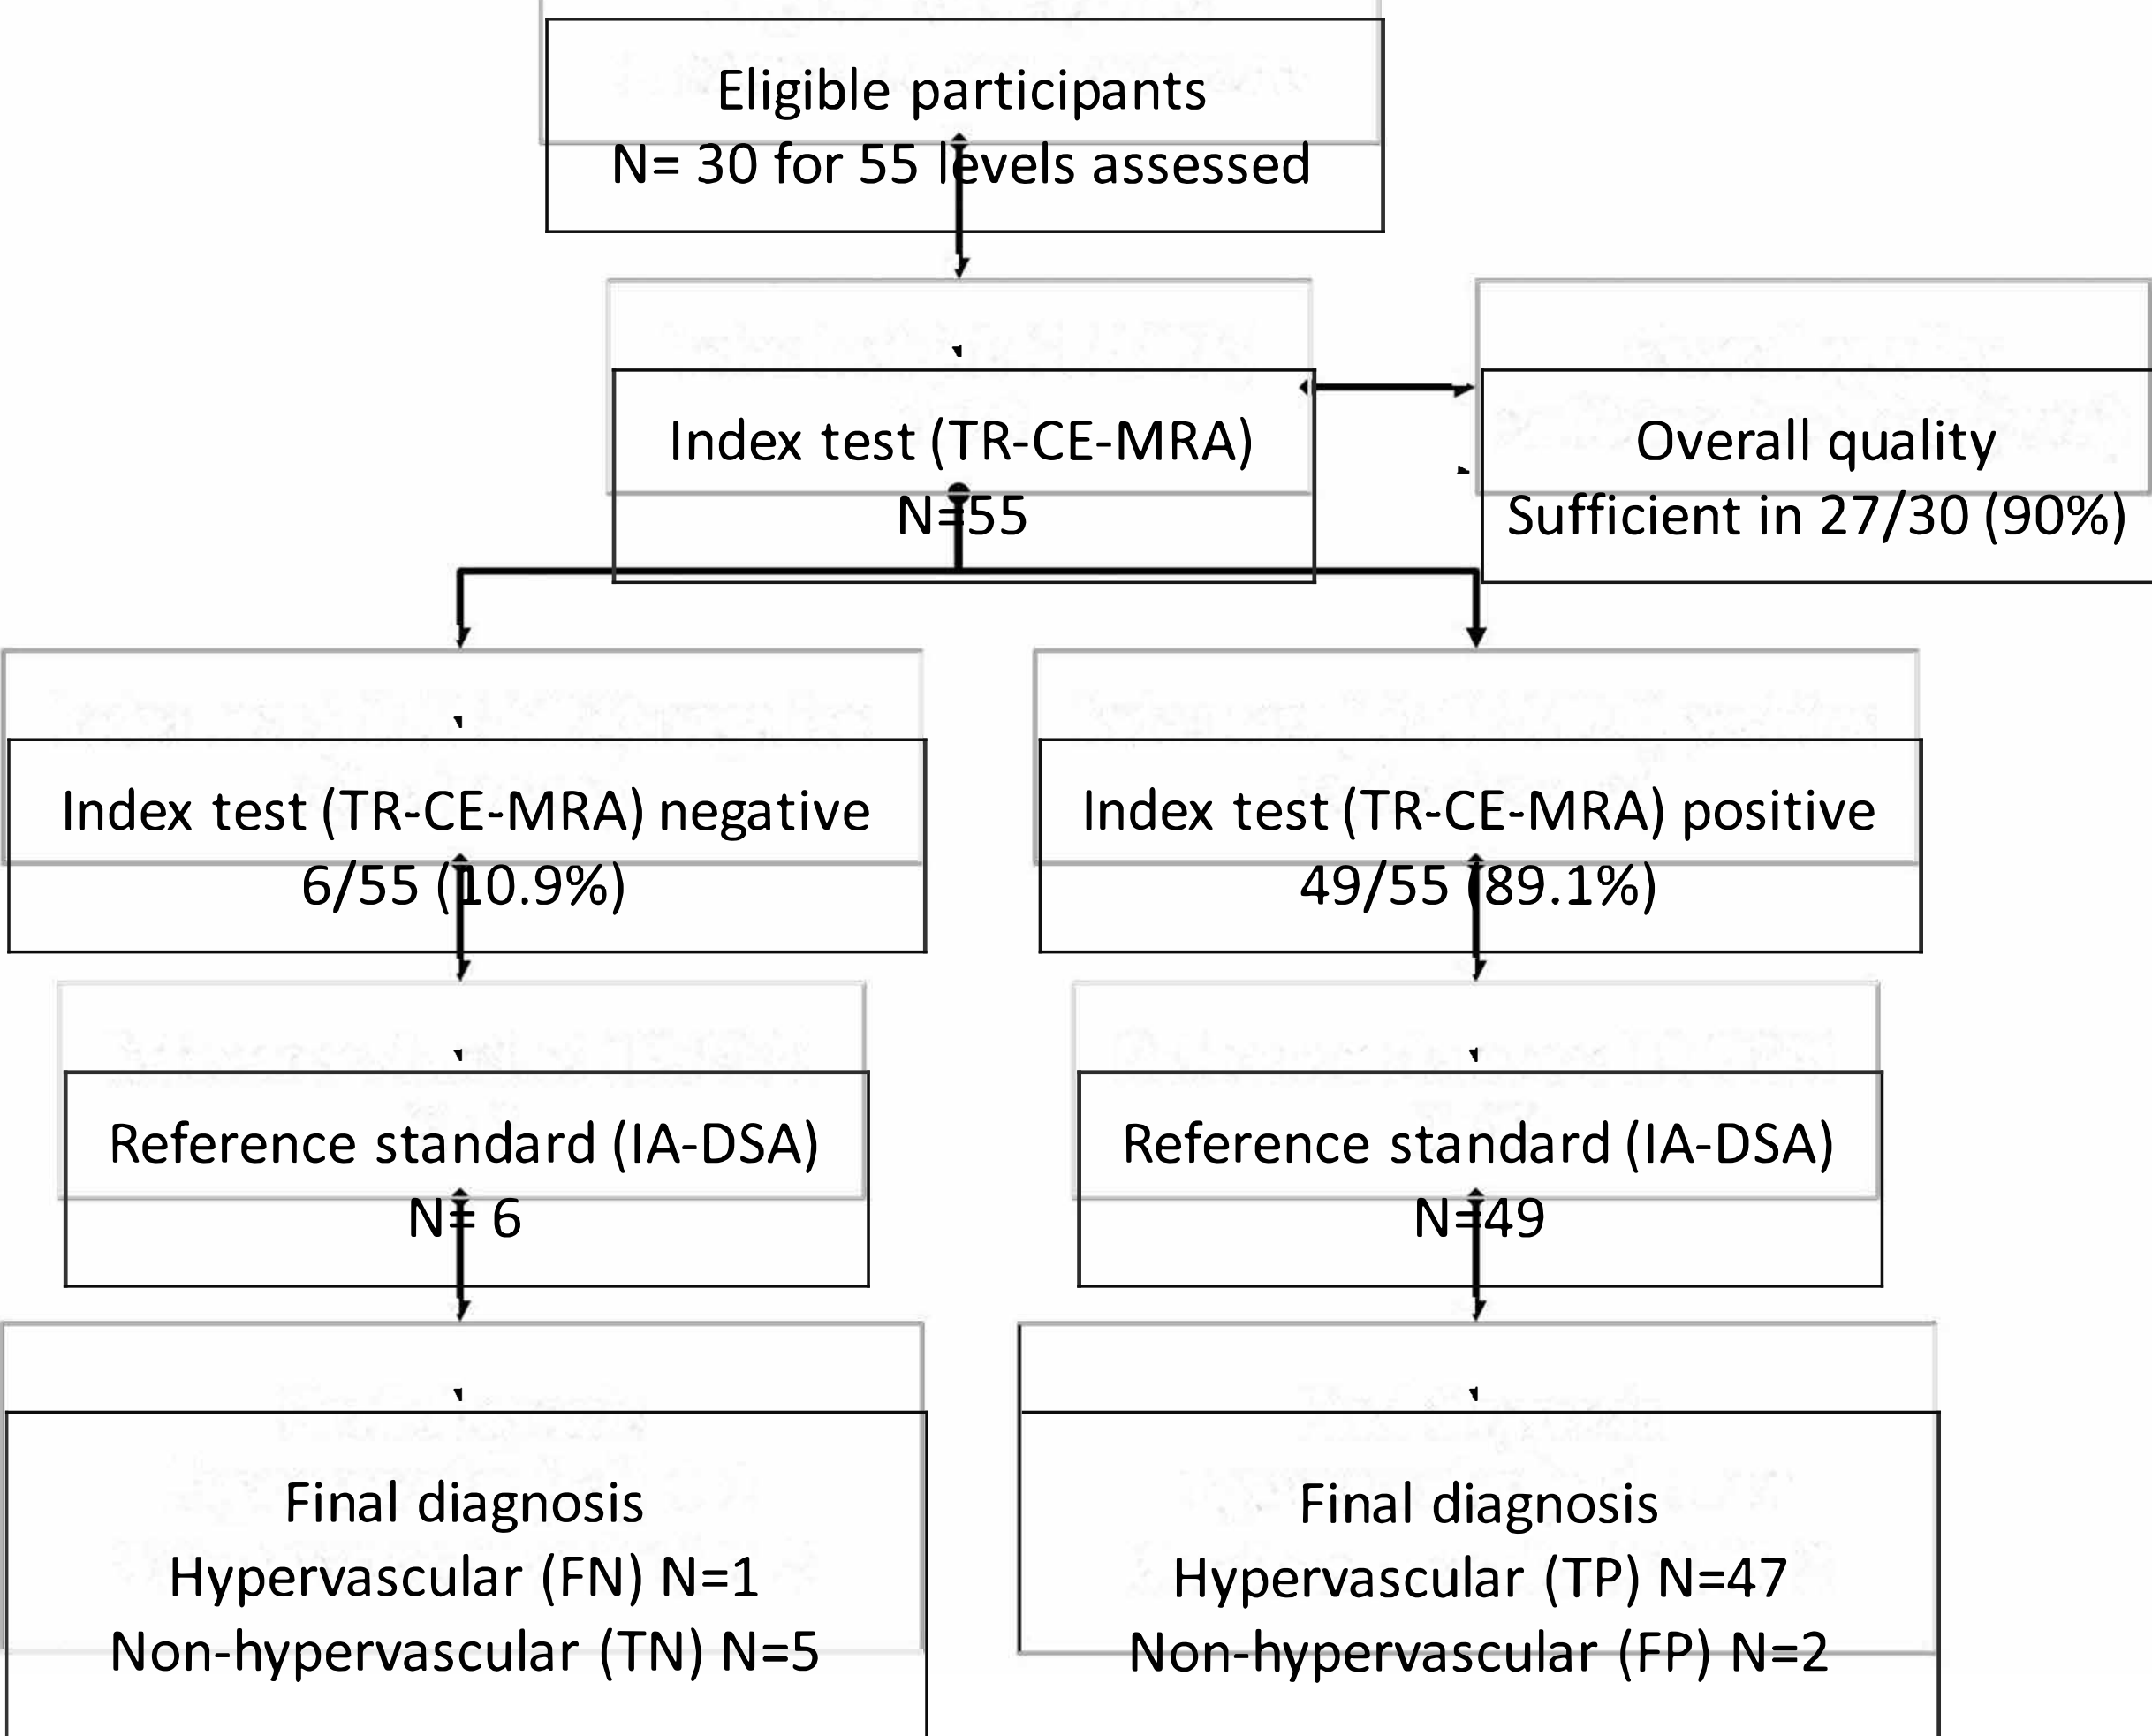 Eligible participants
N= 30 for 55 levels assessed
Index test (TR-CE-MRA)
N=55
Overall quality
Sufficient in 27/30 (90%)
Index test (TR-CE-MRA) negative
6/55 (10.9%)
Index test (TR-CE-MRA) positive
49/55 (89.1%)
Reference standard (IA-DSA)
N= 6
Reference standard (IA-DSA)
N=49
Final diagnosis
Hypervascular (FN) N=1
Non-hypervascular (TN) N=5
Final diagnosis
Hypervascular (TP) N=47
Non-hypervascular (FP) N=2